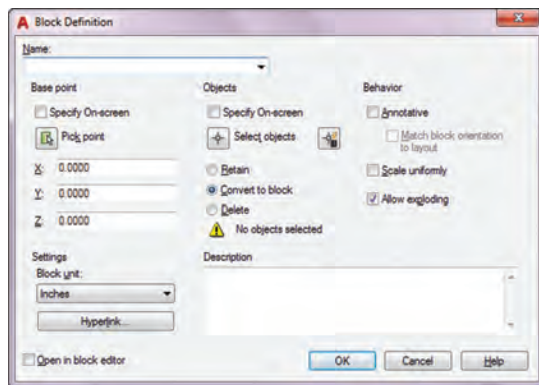 A Block Definition
Name:
Base point
Specify On-screen
Pick point
X: 0.0000
Y: 0.0000
Z: 0.0000
Objects
Specify On-screen
Select objects
Retain
Convert to block
Delete
No objects selected
Behavior
Annotative
Match block orientation
to layout
Scale uniformly
Allow exploding
Settings
Block unit:
Inches
Hyperlink...
Description
Open in block editor
OK
Cancel
Help